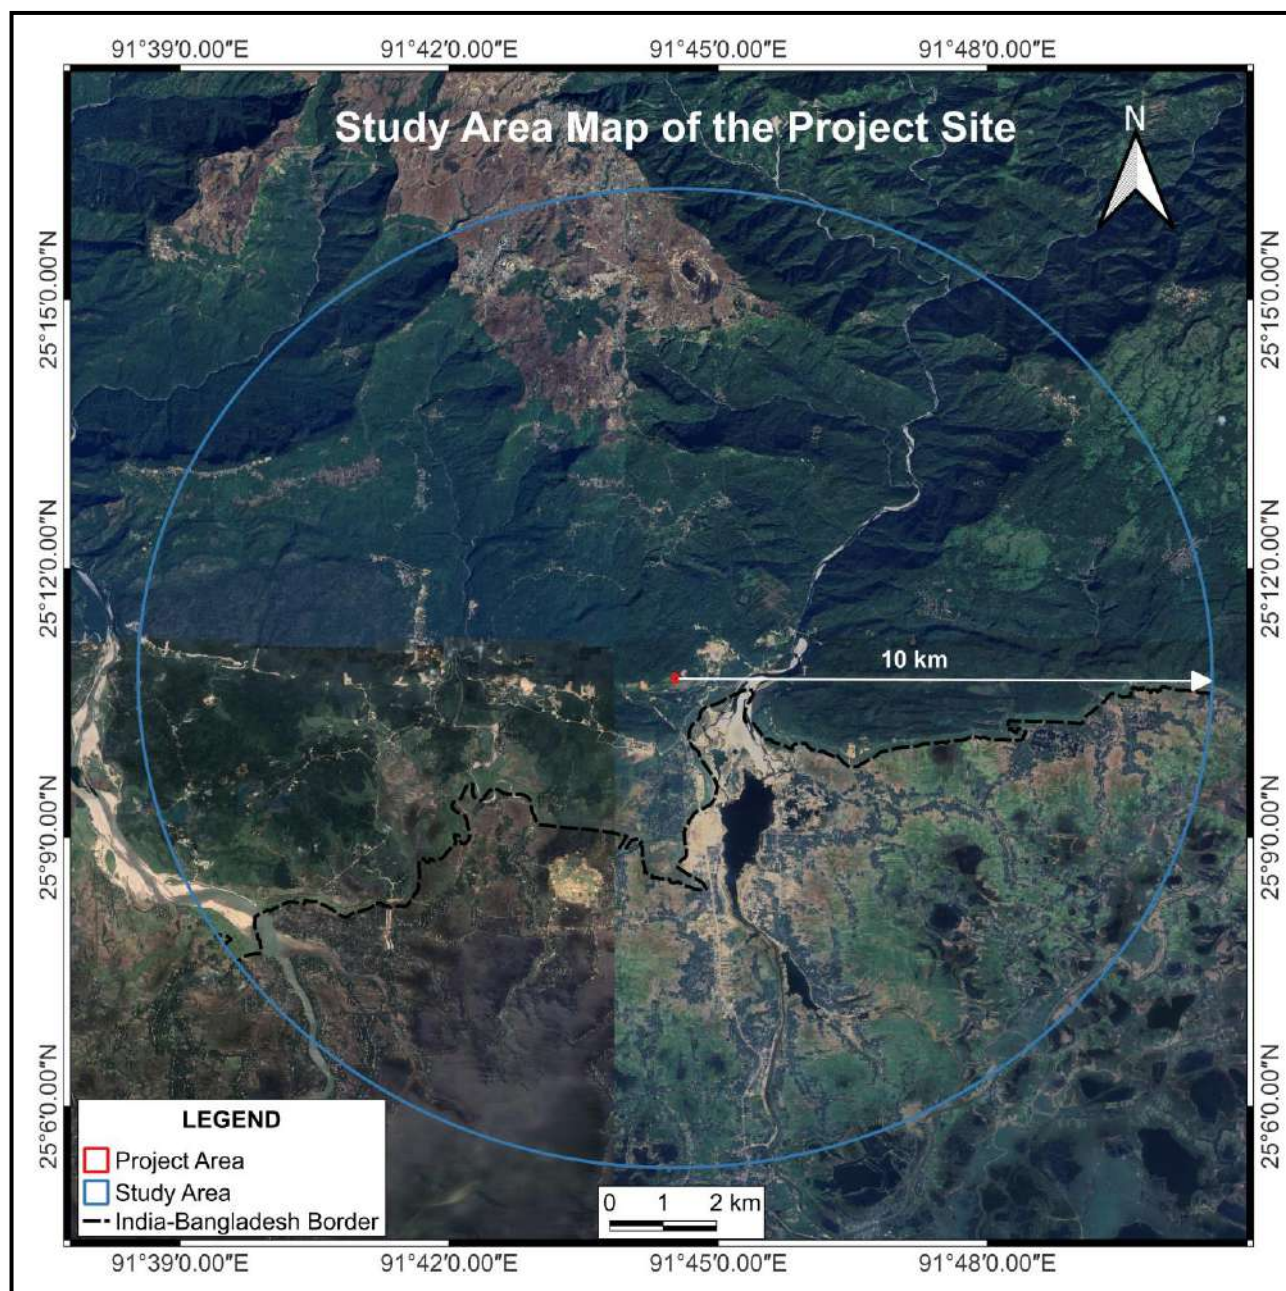 91°39′0.00″E 91°42′0.00″E 91°45′0.00″E 91°48′0.00″E
Study Area Map of the Project Site
N
25°15′0.00″N 25°15′0.00″N
25°12′0.00″N 25°12′0.00″N
10 km
25°9′0.00″N 25°9′0.00″N
25°6′0.00″N 25°6′0.00″N
LEGEND
Project Area
Study Area
India-Bangladesh Border
0 1 2 km
91°39′0.00″E 91°42′0.00″E 91°45′0.00″E 91°48′0.00″E